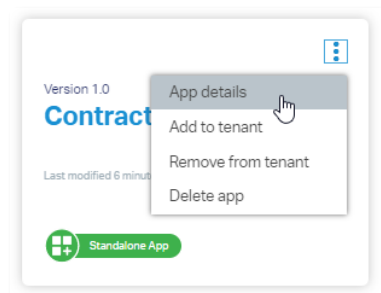 Version 1.0
Contract
Last modified 6
App details
Add to tenant
Remove from tenant
Delete app
Standalone App